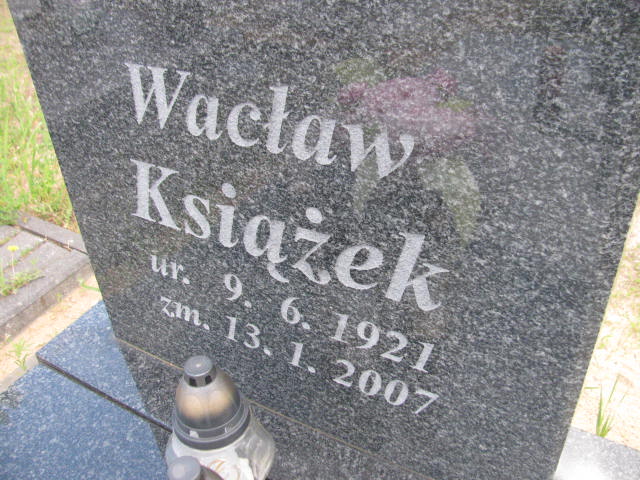 Wacław
Książek
ur. 9. 6. 1921
zm. 13. 1. 2007